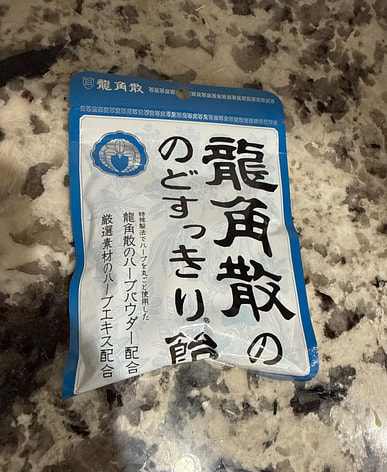 龍角散
龍角散の
のどすっきり飴®
特殊製法でハーブを丸ごと使用した
龍角散のハーブパウダー配合
厳選素材のハーブエキス配合